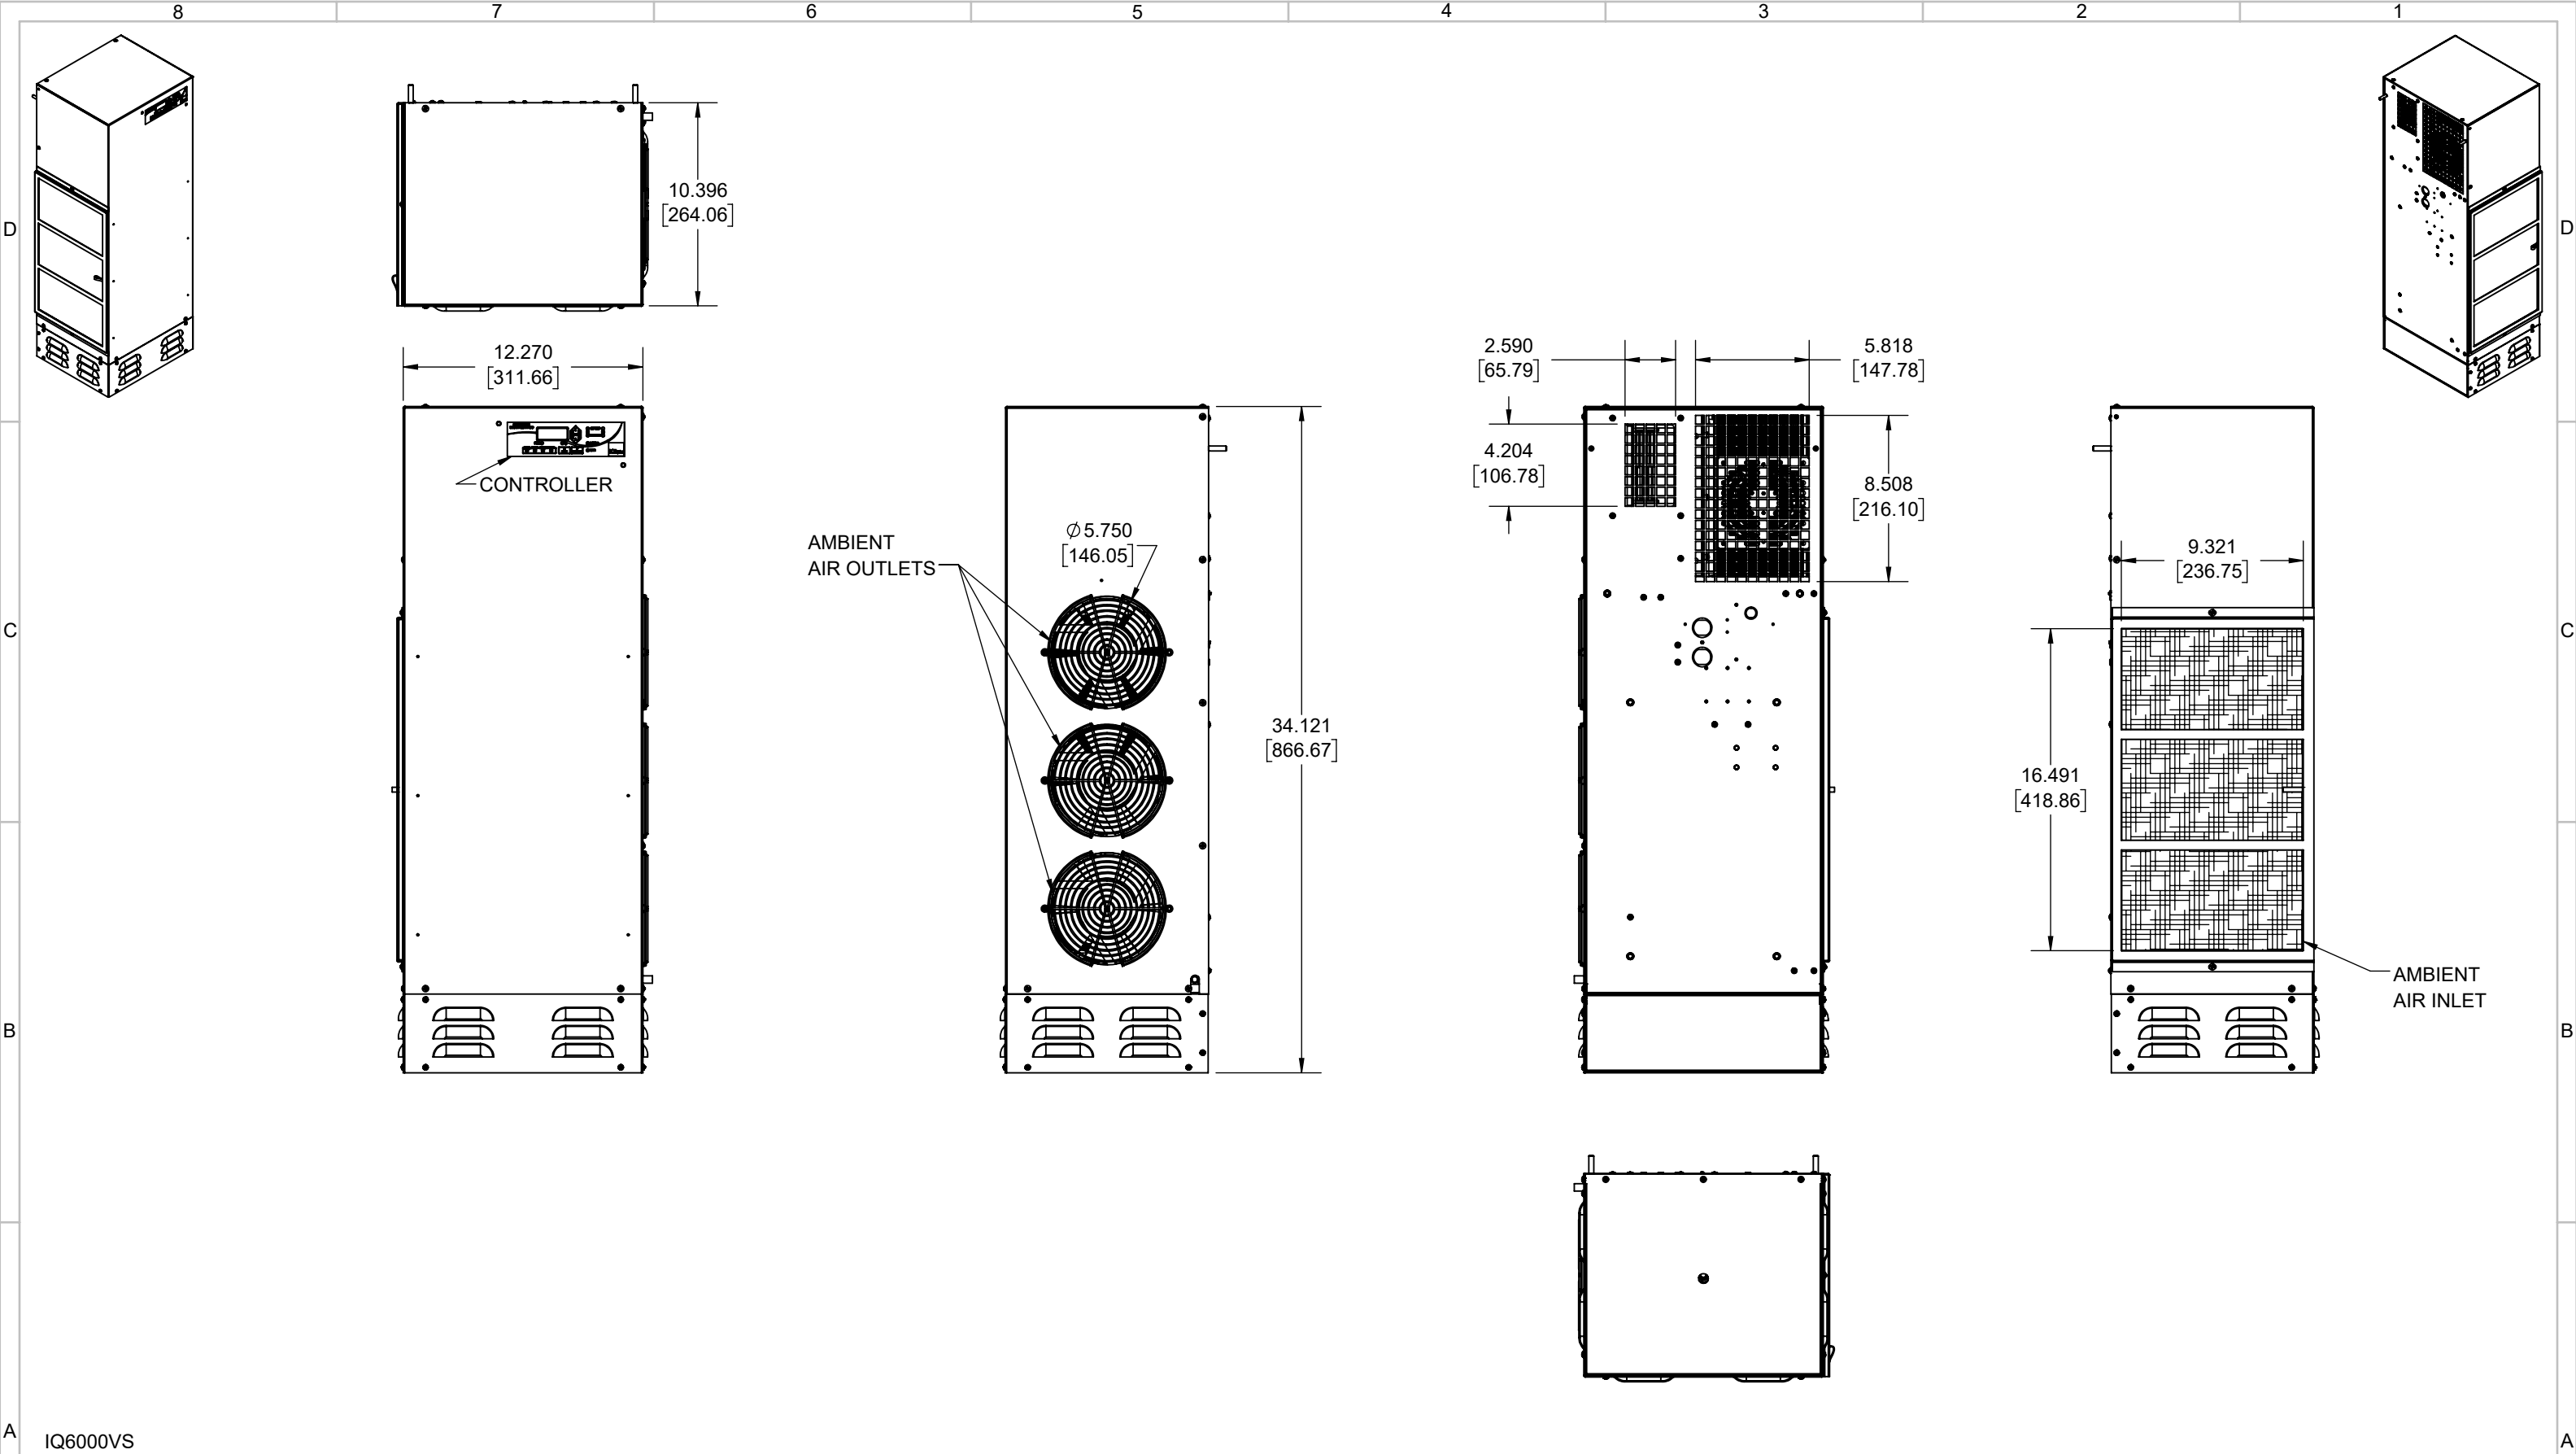 8
7
6
5
4
3
2
1
D
D
C
C
B
B
A
A
10.396
[264.06]
12.270
[311.66]
CONTROLLER
AMBIENT
AIR OUTLETS
⌀5.750
[146.05]
34.121
[866.67]
2.590
[65.79]
5.818
[147.78]
4.204
[106.78]
8.508
[216.10]
9.321
[236.75]
16.491
[418.86]
AMBIENT
AIR INLET
IQ6000VS